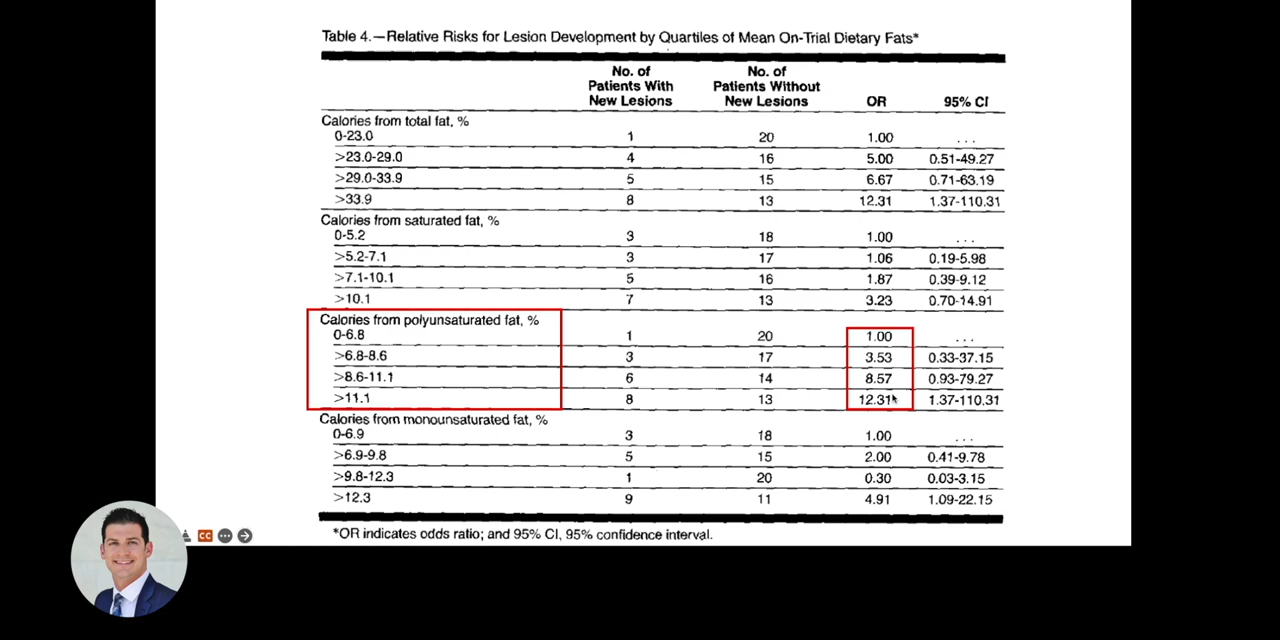 Table 4.—Relative Risks for Lesion Development by Quartiles of Mean On-Trial Dietary Fats*
No. of Patients With New Lesions No. of Patients Without New Lesions OR 95% CI
Calories from total fat, %
0-23.0 1 20 1.00 ...
>23.0-29.0 4 16 5.00 0.51-49.27
>29.0-33.9 5 15 6.67 0.71-63.19
>33.9 8 13 12.31 1.37-110.31
Calories from saturated fat, %
0-5.2 3 18 1.00 ...
>5.2-7.1 3 17 1.06 0.19-5.98
>7.1-10.1 5 16 1.87 0.39-9.12
>10.1 7 13 3.23 0.70-14.91
Calories from polyunsaturated fat, %
0-6.8 1 20 1.00 ...
>6.8-8.6 3 17 3.53 0.33-37.15
>8.6-11.1 6 14 8.57 0.93-79.27
>11.1 8 13 12.31 1.37-110.31
Calories from monounsaturated fat, %
0-6.9 3 18 1.00 ...
>6.9-9.8 5 15 2.00 0.41-9.78
>9.8-12.3 1 20 0.30 0.03-3.15
>12.3 9 11 4.91 1.09-22.15
*OR indicates odds ratio; and 95% CI, 95% confidence interval.
CC